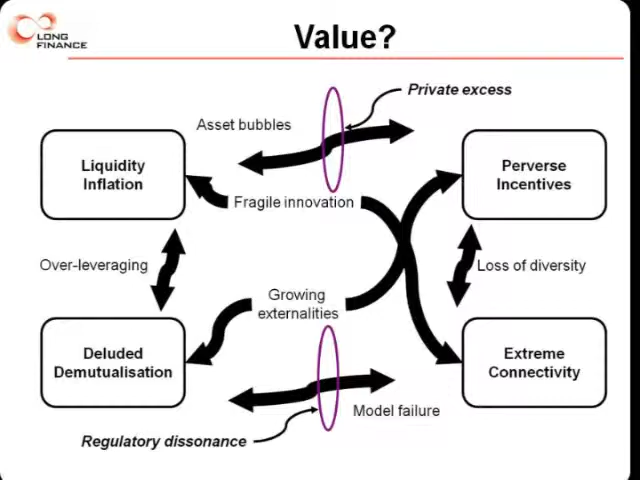 LONG
FINANCE
Value?
Private excess
Asset bubbles
Liquidity
Inflation
Perverse
Incentives
Fragile innovation
Over-leveraging
Loss of diversity
Growing
externalities
Deluded
Demutualisation
Extreme
Connectivity
Model failure
Regulatory dissonance